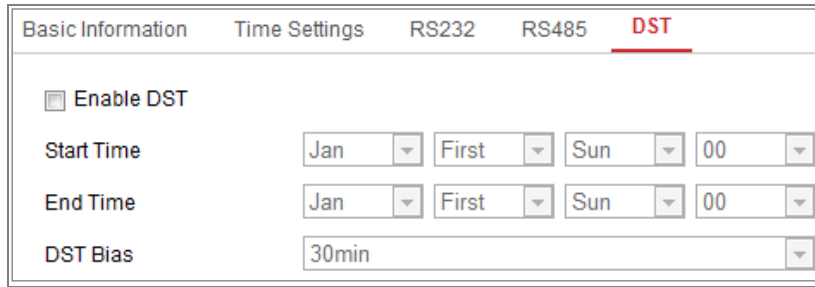 Basic Information Time Settings RS232 RS485 DST
Enable DST
Start Time Jan First Sun 00
End Time Jan First Sun 00
DST Bias 30min